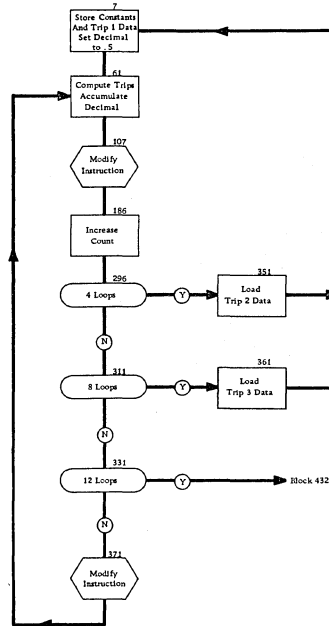 7
Store Constants
And Trip 1 Data
Set Decimal
to .5
61
Compute Trips
Accumulate
Decimal
107
Modify
Instruction
186
Increase
Count
296
4 Loops
Y
351
Load
Trip 2 Data
N
311
8 Loops
Y
361
Load
Trip 3 Data
N
331
12 Loops
Y
Block 432
N
371
Modify
Instruction